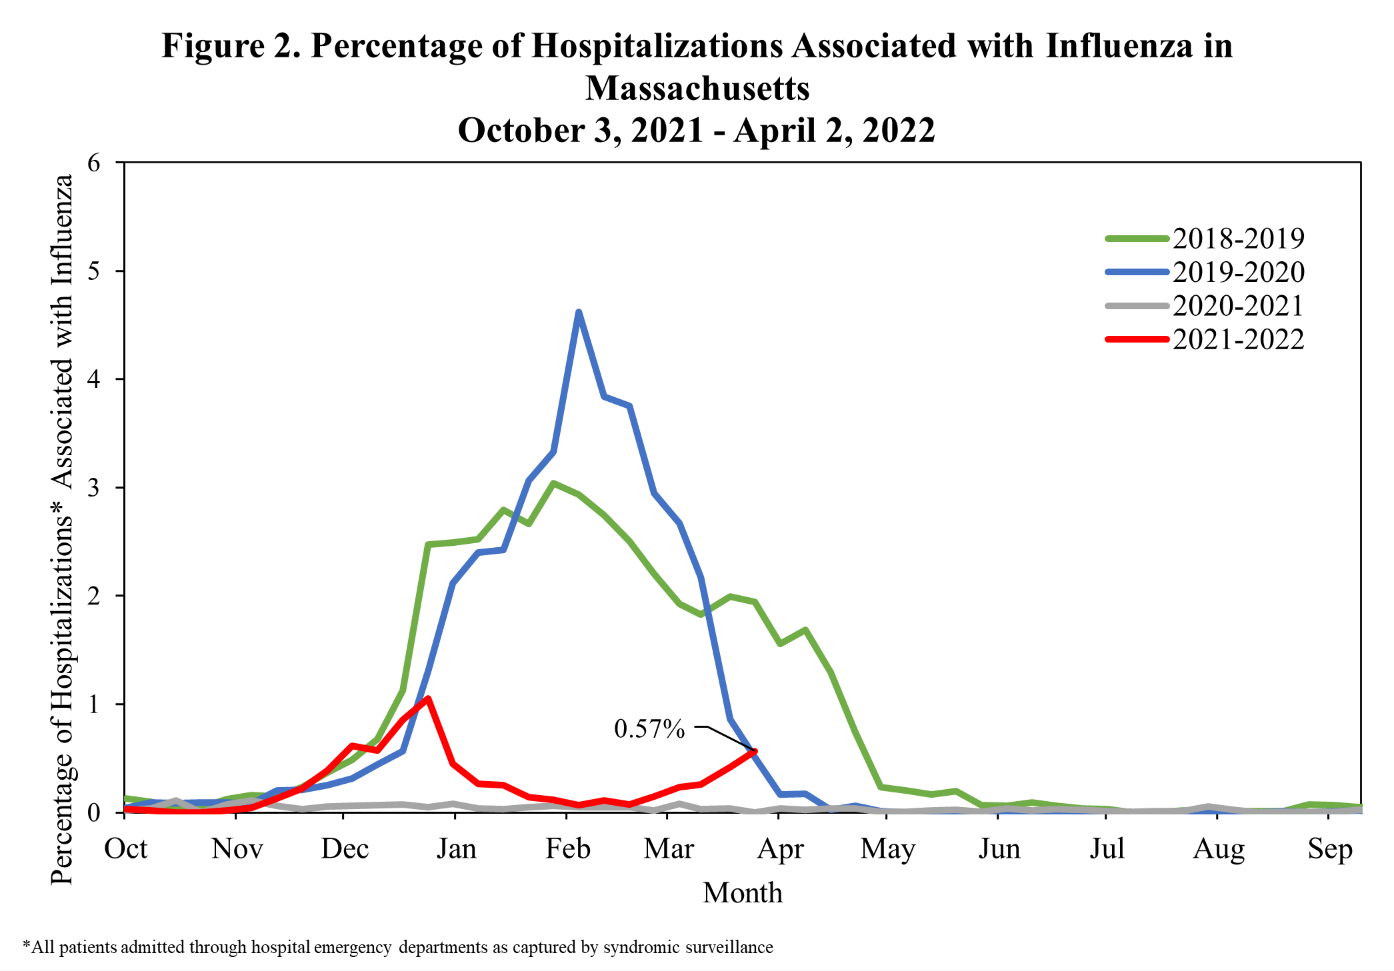 Figure 2. Percentage of Hospitalizations Associated with Influenza in
Massachusetts
October 3, 2021 - April 2, 2022
Percentage of Hospitalizations* Associated with Influenza
6
5
4
3
2
1
0
2018-2019
2019-2020
2020-2021
2021-2022
0.57%
Oct Nov Dec Jan Feb Mar Apr May Jun Jul Aug Sep
Month
*All patients admitted through hospital emergency departments as captured by syndromic surveillance